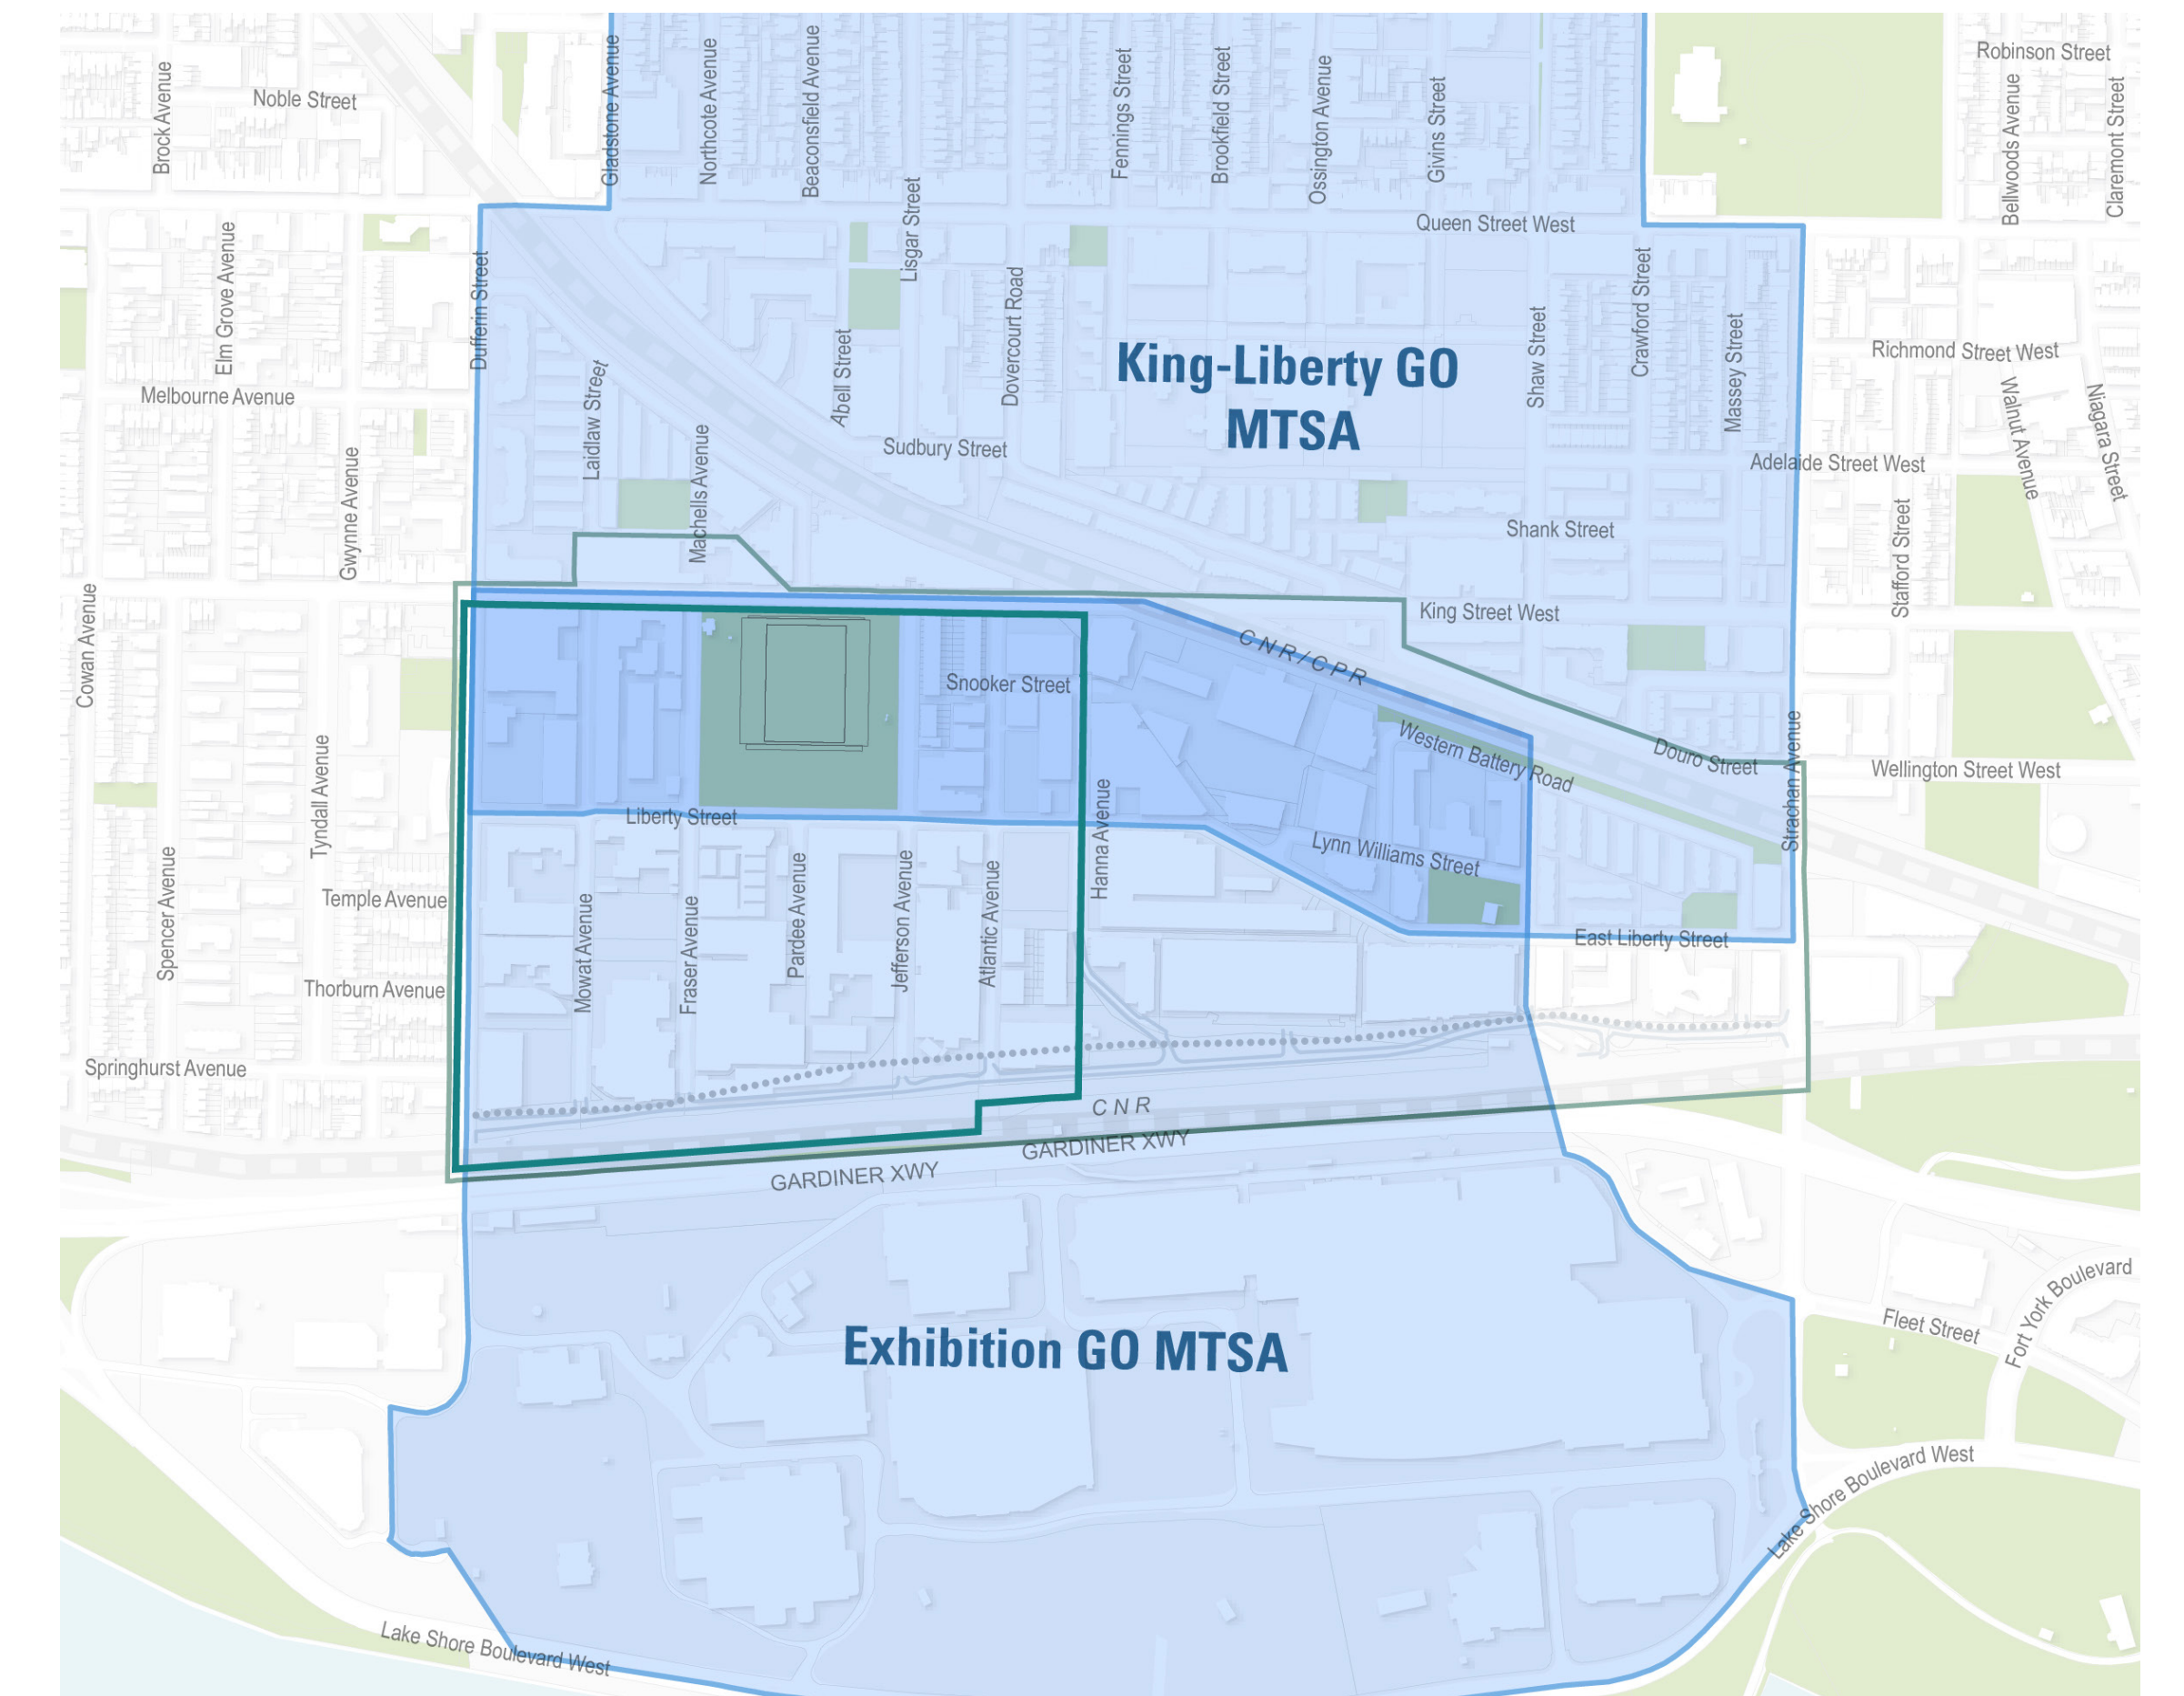 Robinson Street
Noble Street
Brock Avenue
Gladstone Avenue
Northcote Avenue
Beaconsfield Avenue
Fennings Street
Brookfield Street
Ossington Avenue
Givins Street
Bellwoods Avenue
Claremont Street
Lisgar Street
Queen Street West
Elm Grove Avenue
Dufferin Street
Dovercourt Road
Crawford Street
Shaw Street
Massey Street
Richmond Street West
King-Liberty GO
MTSA
Melbourne Avenue
Laidlaw Street
Abell Street
Machells Avenue
Sudbury Street
Walnut Avenue
Niagara Street
Adelaide Street West
Gwynne Avenue
Shank Street
Stafford Street
Cowan Avenue
King Street West
CNR/CPR
Snooker Street
Western Battery Road
Douro Street
Strachan Avenue
Wellington Street West
Tyndall Avenue
Liberty Street
Hanna Avenue
Lynn Williams Street
Spencer Avenue
Temple Avenue
Mowat Avenue
Fraser Avenue
Pardee Avenue
Jefferson Avenue
Atlantic Avenue
East Liberty Street
Thorburn Avenue
Springhurst Avenue
CNR
GARDINER XWY
GARDINER XWY
Fort York Boulevard
Fleet Street
Exhibition GO MTSA
Lake Shore Boulevard West
Lake Shore Boulevard West